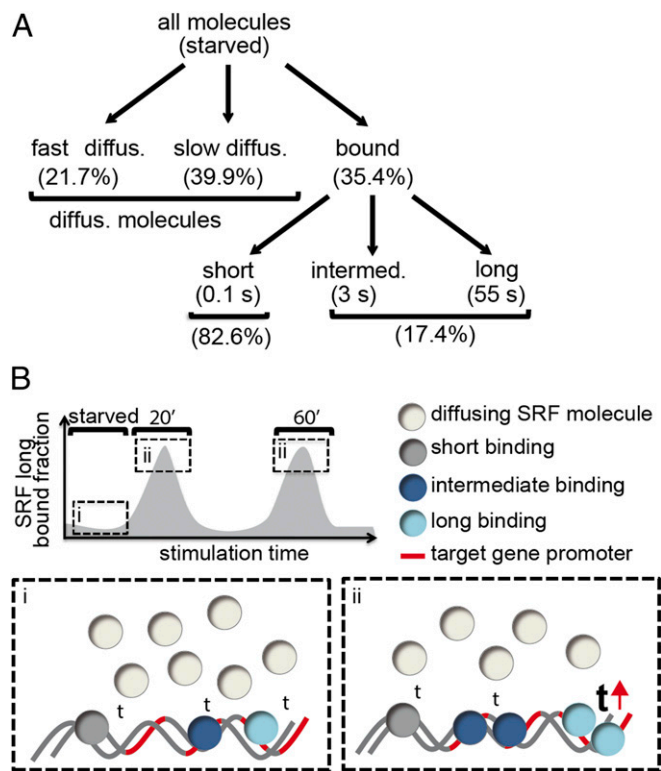 A
all molecules
(starved)
fast diffus. slow diffus. bound
(21.7%) (39.9%) (35.4%)
diffus. molecules
short intermed. long
(0.1 s) (3 s) (55 s)
(82.6%) (17.4%)
B
starved 20′ 60′
SRF long
bound fraction
i
ii
ii
stimulation time
diffusing SRF molecule
short binding
intermediate binding
long binding
target gene promoter
i
t t t
ii
t t t